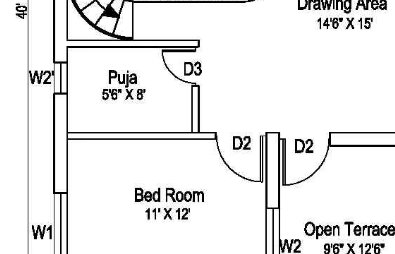 Drawing Area
14'6" X 15'
40'
D3
W2'
Puja
5'6" X 8'
D2
D2
Bed Room
11' X 12'
W1
Open Terrace
W2
9'6" X 12'6"